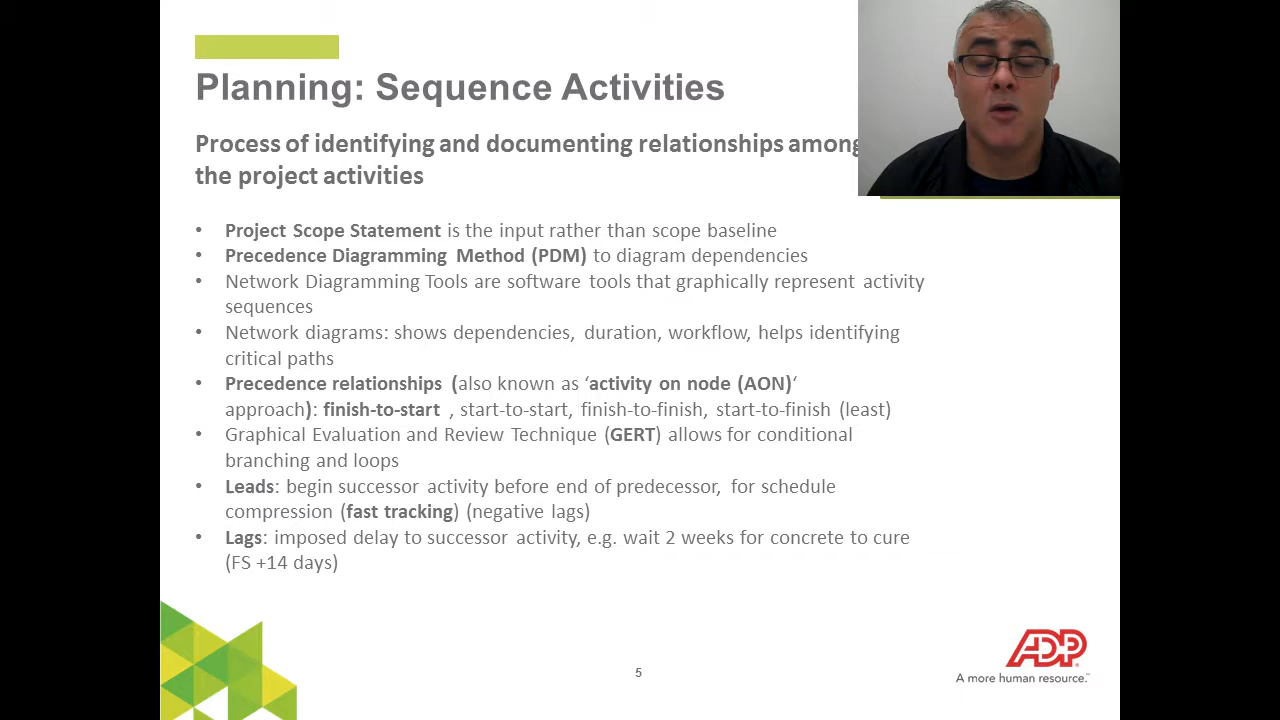 Planning: Sequence Activities
Process of identifying and documenting relationships among
the project activities
• Project Scope Statement is the input rather than scope baseline
• Precedence Diagramming Method (PDM) to diagram dependencies
• Network Diagramming Tools are software tools that graphically represent activity
sequences
• Network diagrams: shows dependencies, duration, workflow, helps identifying
critical paths
• Precedence relationships (also known as ‘activity on node (AON)‘
approach): finish-to-start , start-to-start, finish-to-finish, start-to-finish (least)
• Graphical Evaluation and Review Technique (GERT) allows for conditional
branching and loops
• Leads: begin successor activity before end of predecessor, for schedule
compression (fast tracking) (negative lags)
• Lags: imposed delay to successor activity, e.g. wait 2 weeks for concrete to cure
(FS +14 days)
5
ADP
A more human resource.™